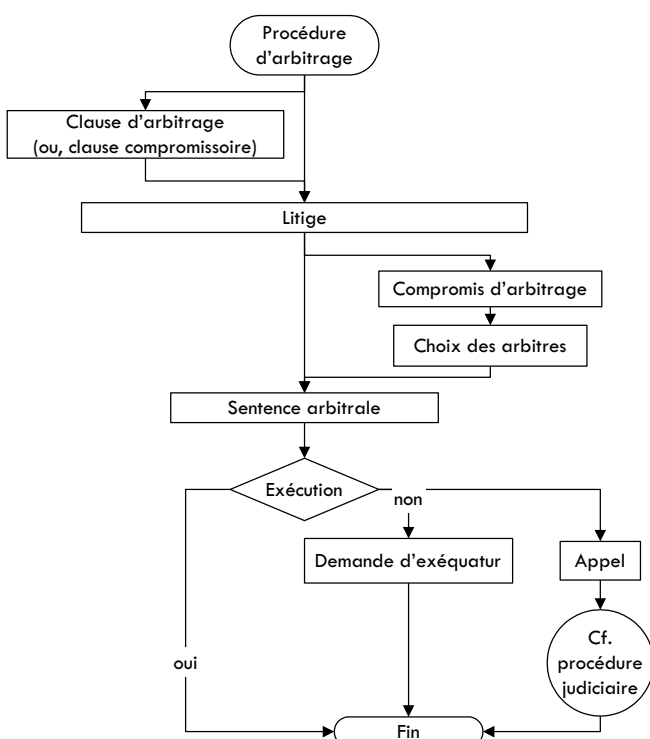 Procédure
d’arbitrage
Clause d’arbitrage
(ou, clause compromissoire)
Litige
Compromis d’arbitrage
Choix des arbitres
Sentence arbitrale
Exécution
non
Demande d’exéquatur
Appel
Cf.
procédure
judiciaire
oui
Fin